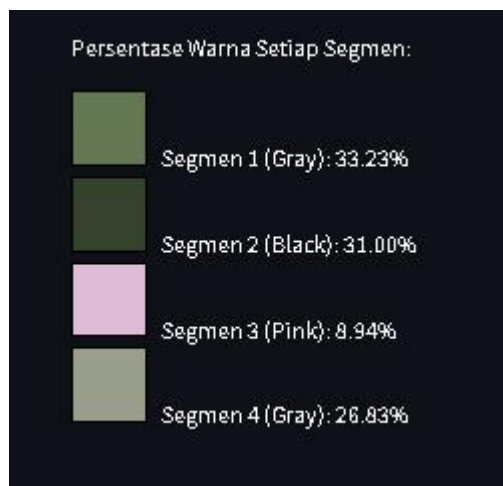 Persentase Warna Setiap Segmen:
Segmen 1 (Gray): 33.23%
Segmen 2 (Black): 31.00%
Segmen 3 (Pink): 8.94%
Segmen 4 (Gray): 26.83%